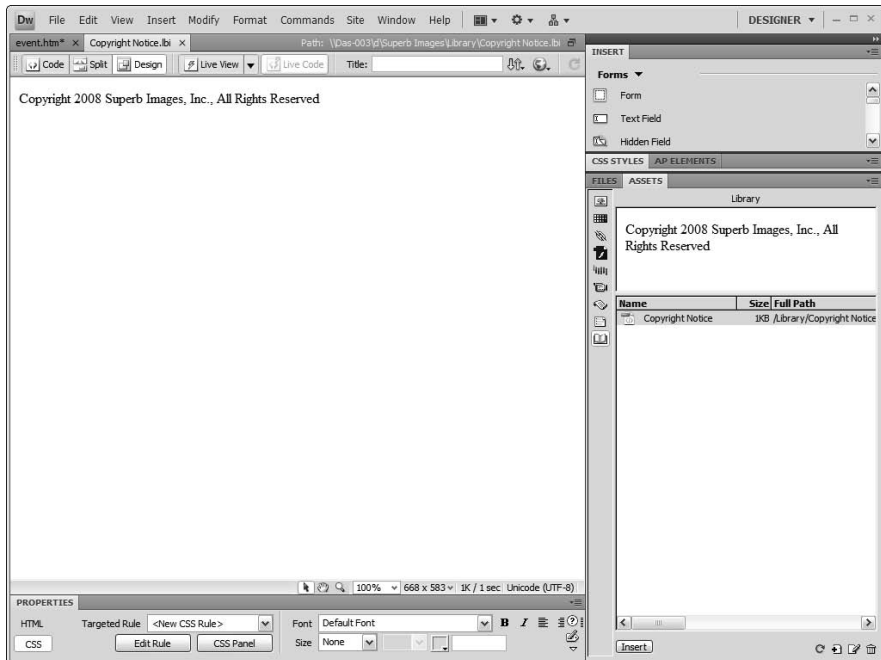 Dw File Edit View Insert Modify Format Commands Site Window Help DESIGNER
event.htm* × Copyright Notice.lbi × Path: \\Das-003\d\Superb Images\Library\Copyright Notice.lbi
Code Split Design Live View Live Code Title:
Copyright 2008 Superb Images, Inc., All Rights Reserved
INSERT
Forms
Form
Text Field
Hidden Field
CSS STYLES AP ELEMENTS
FILES ASSETS
Library
Copyright 2008 Superb Images, Inc., All
Rights Reserved
Name Size Full Path
Copyright Notice 1KB /Library/Copyright Notice
100% 668 x 583 1K / 1 sec Unicode (UTF-8)
PROPERTIES
HTML Targeted Rule <New CSS Rule> Font Default Font B I
CSS Edit Rule CSS Panel Size None
Insert